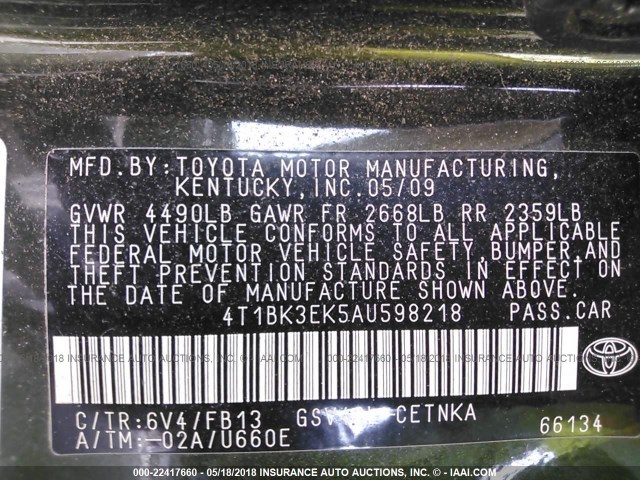 MFD. BY: TOYOTA MOTOR MANUFACTURING,
KENTUCKY, INC. 05/09
GVWR 4490LB GAWR FR 2668LB RR 2359LB
THIS VEHICLE CONFORMS TO ALL APPLICABLE
FEDERAL MOTOR VEHICLE SAFETY, BUMPER, AND
THEFT PREVENTION STANDARDS IN EFFECT ON
THE DATE OF MANUFACTURE SHOWN ABOVE.
4T1BK3EK5AU598218 PASS. CAR
C/TR: 6V4/FB13 CETNKA
A/TM: -02A/U660E 66134
TOYOTA
000-22417660 - 05/18/2018 - INSURANCE AUTO AUCTIONS, INC. - © - IAAI.COM